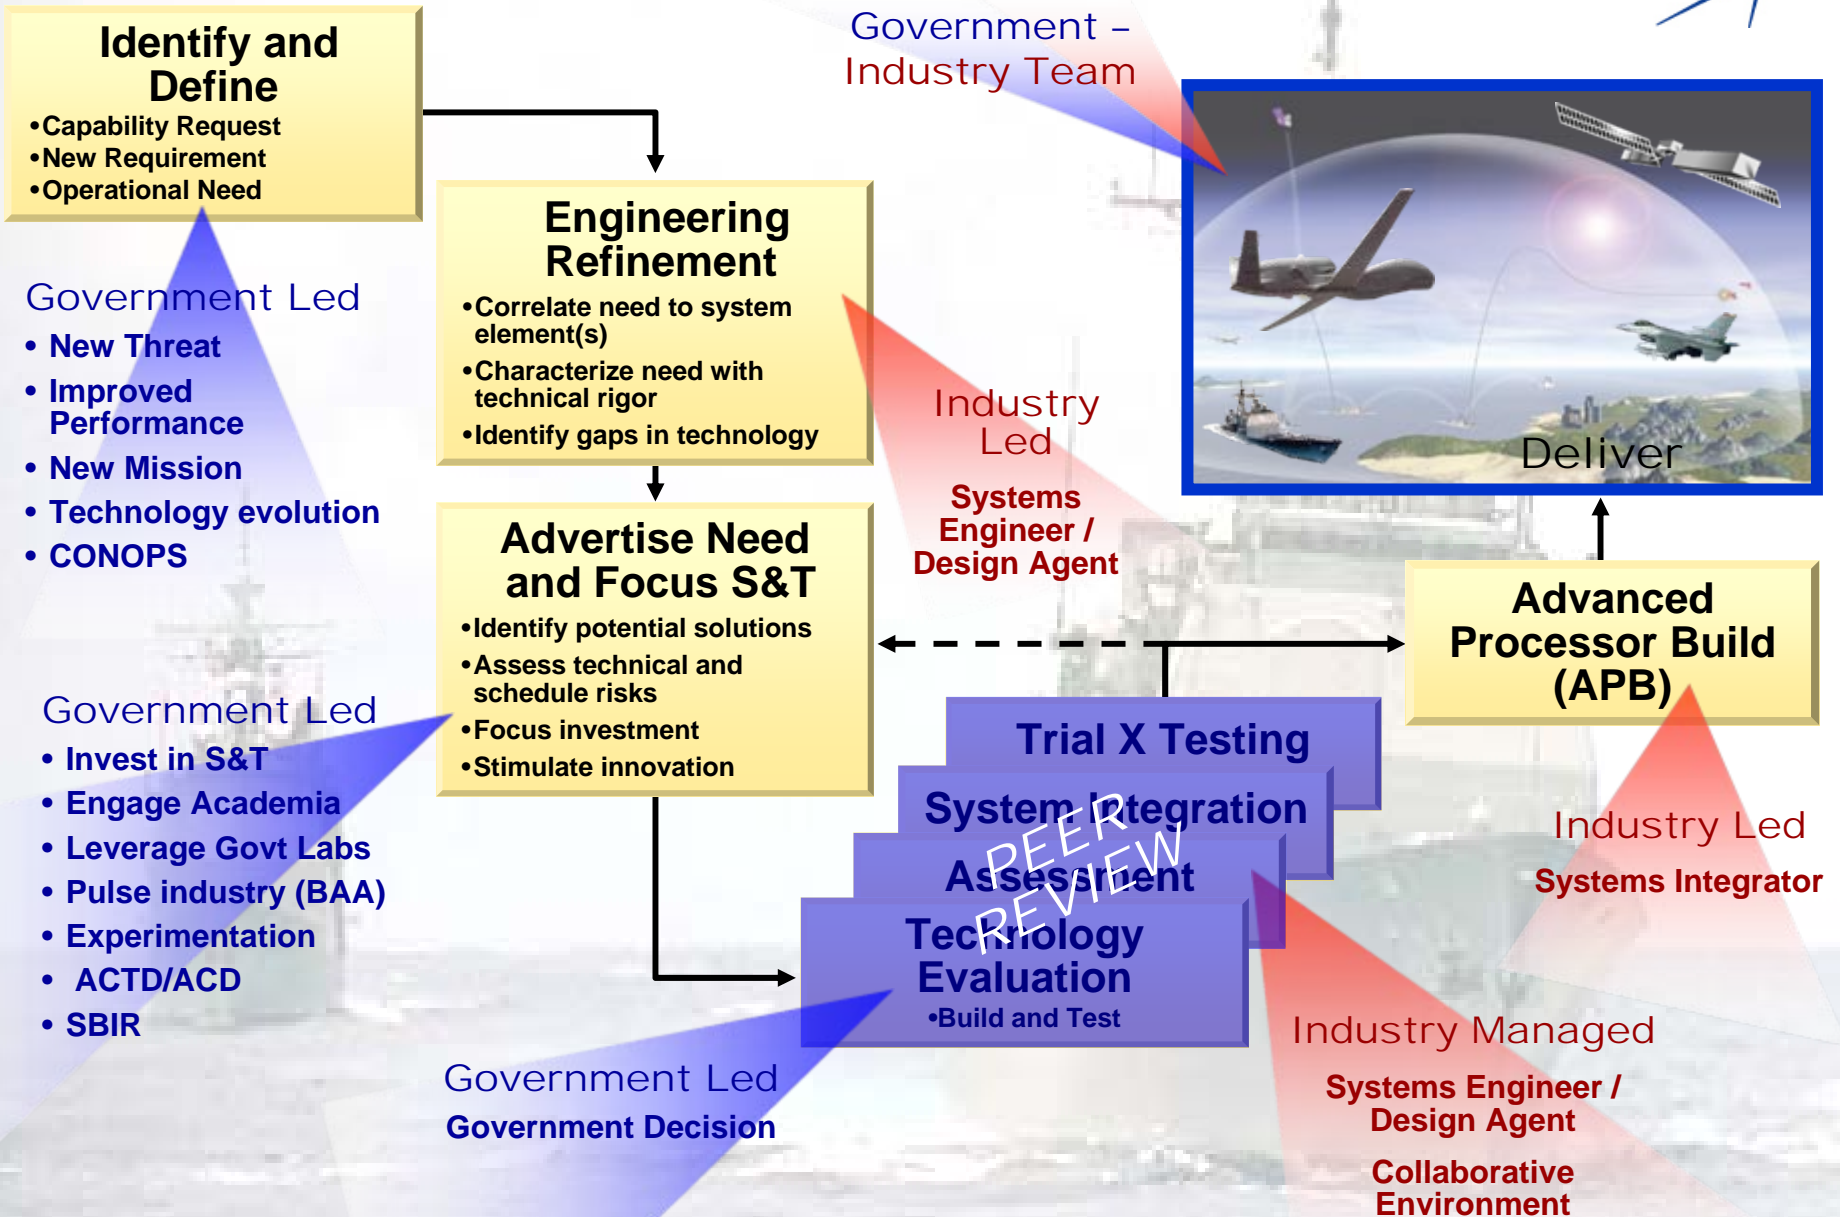 Identify and
Define
•Capability Request
•New Requirement
•Operational Need
Government –
Industry Team
Engineering
Refinement
•Correlate need to system
element(s)
•Characterize need with
technical rigor
•Identify gaps in technology
Government Led
• New Threat
• Improved
Performance
• New Mission
• Technology evolution
• CONOPS
Industry
Led
Systems
Engineer /
Design Agent
Deliver
Advertise Need
and Focus S&T
•Identify potential solutions
•Assess technical and
schedule risks
•Focus investment
•Stimulate innovation
Advanced
Processor Build
(APB)
Government Led
• Invest in S&T
• Engage Academia
• Leverage Govt Labs
• Pulse industry (BAA)
• Experimentation
• ACTD/ACD
• SBIR
Trial X Testing
System Integration
Assessment
Technology
Evaluation
•Build and Test
PEER
REVIEW
Industry Led
Systems Integrator
Government Led
Government Decision
Industry Managed
Systems Engineer /
Design Agent
Collaborative
Environment